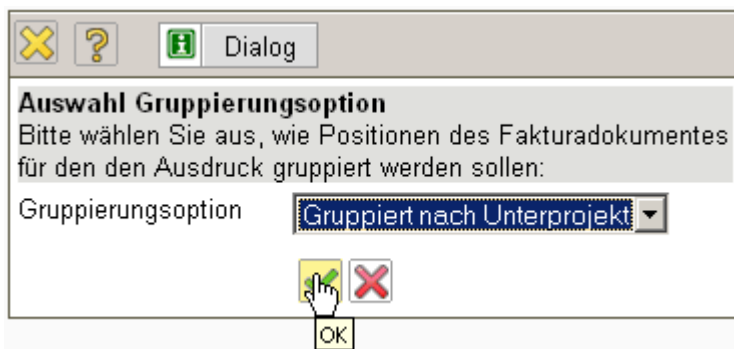 Dialog
Auswahl Gruppierungsoption
Bitte wählen Sie aus, wie Positionen des Fakturadokumentes
für den den Ausdruck gruppiert werden sollen:
Gruppierungsoption Gruppiert nach Unterprojekt
OK